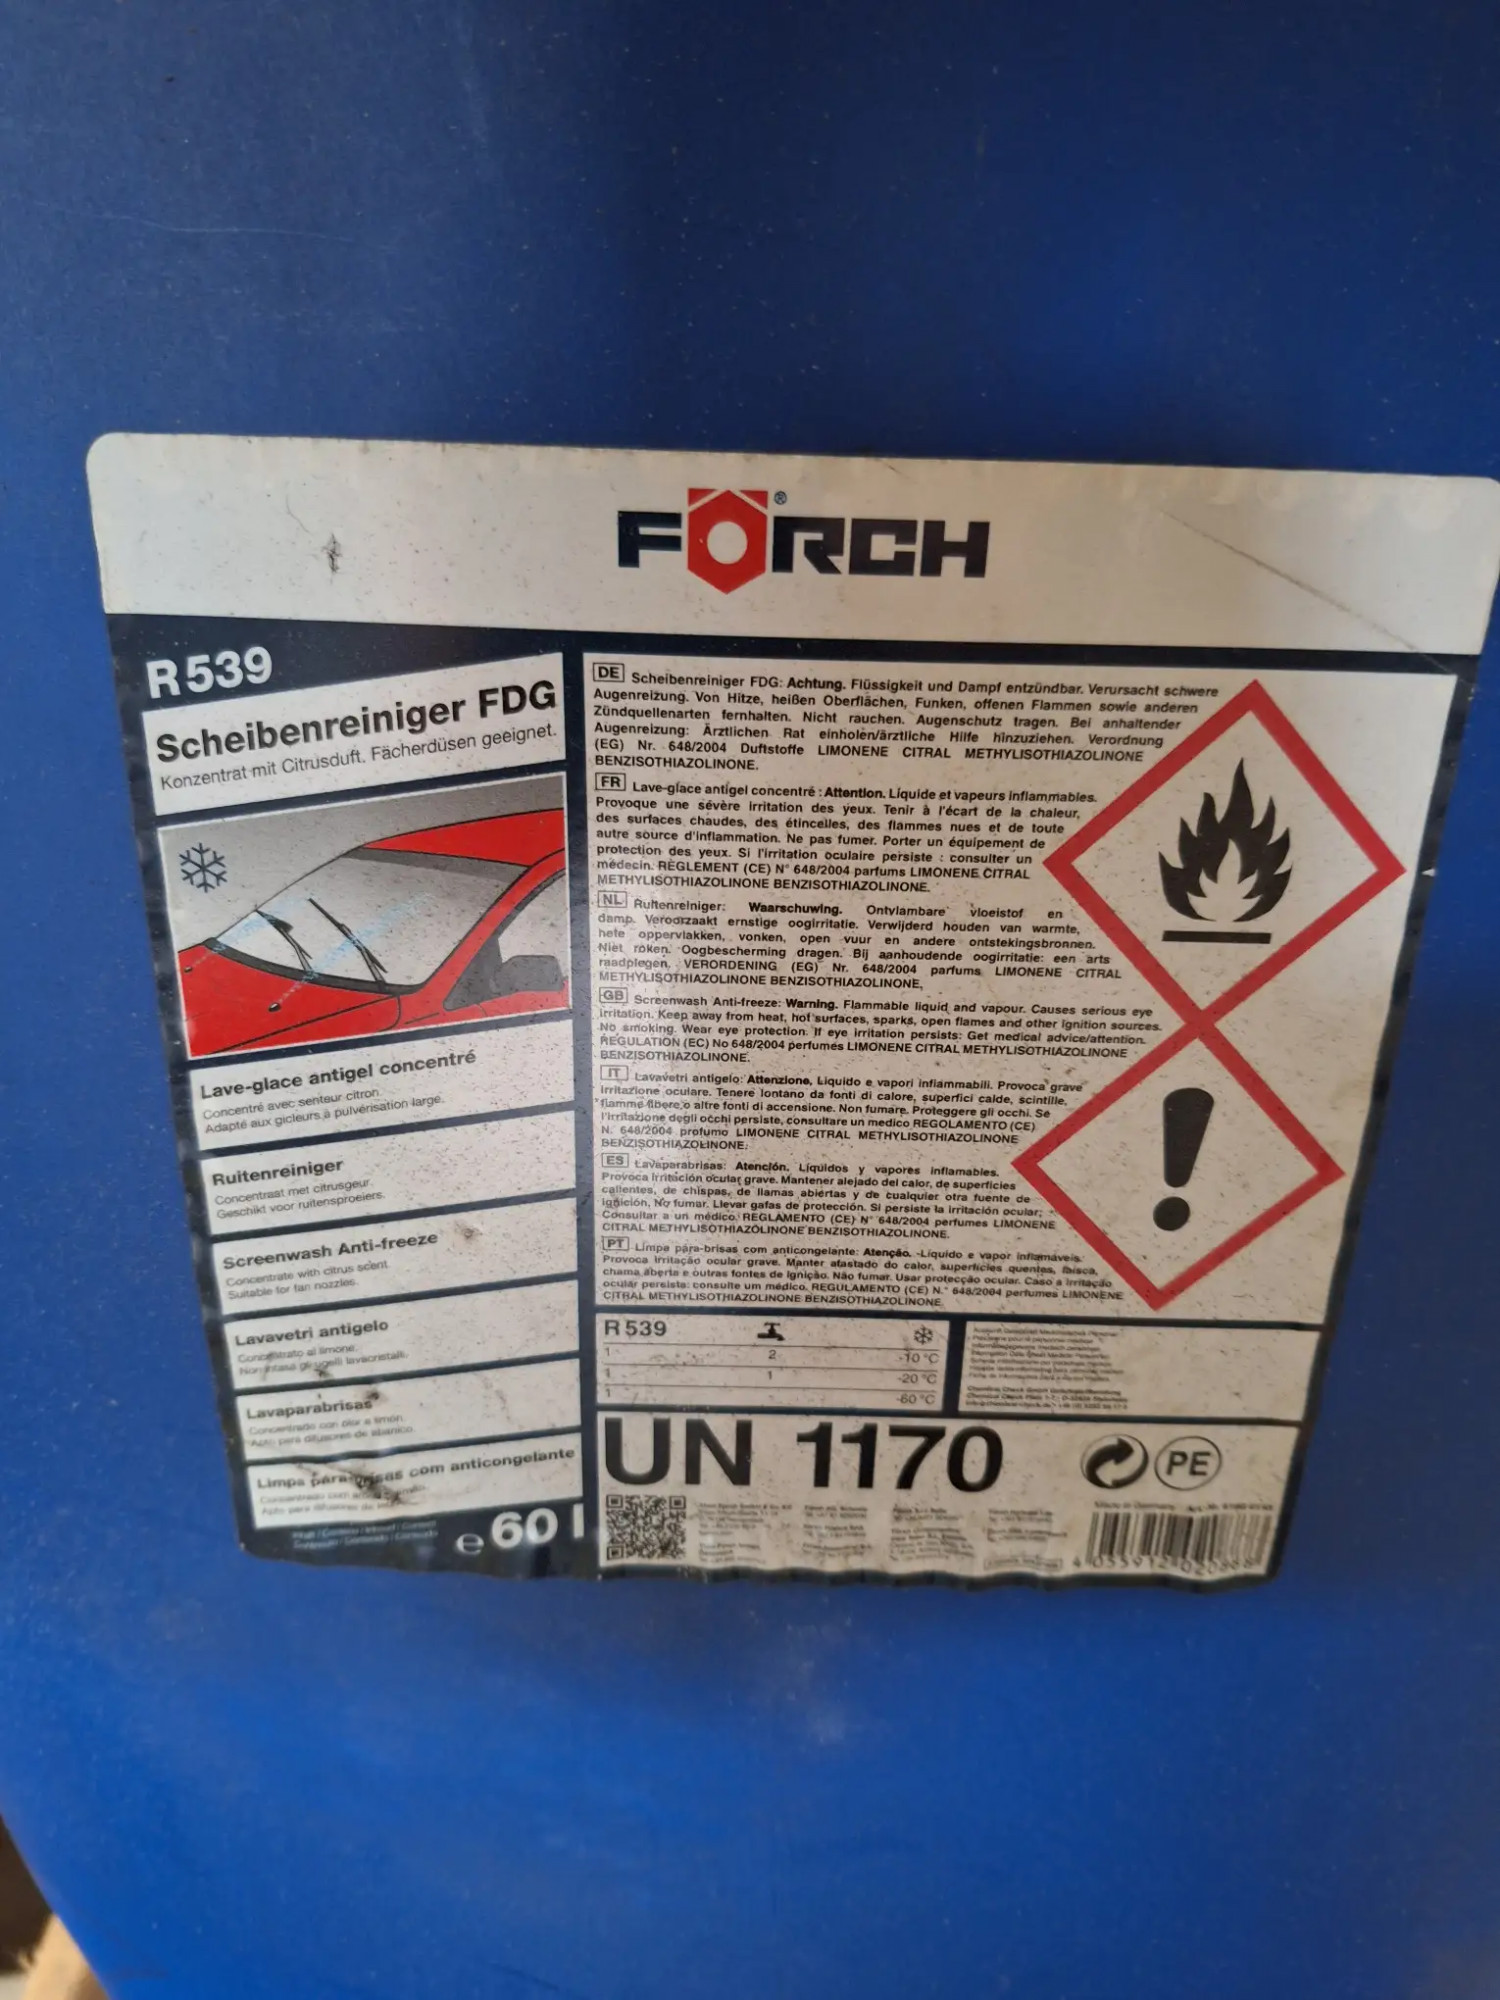 FÖRCH®
R539
Scheibenreiniger FDG
Konzentrat mit Citrusduft. Fächerdüsen geeignet.
Lave-glace antigel concentré
Concentré avec senteur citron.
Adapté aux gicleurs à pulvérisation large.
Ruitenreiniger
Concentraat met citrusgeur.
Geschikt voor ruitensproeiers.
Screenwash Anti-freeze
Concentrate with citrus scent
Suitable for fan nozzles.
Lavavetri antigelo
Concentrato al limone.
lavacristalli.
Lavaparabrisas
Concentrado con olor a limón
Apto para difusores de abanico
Limpa para-brisas com anticongelante
e 60 l
DE Scheibenreiniger FDG: Achtung. Flüssigkeit und Dampf entzündbar. Verursacht schwere
Augenreizung. Von Hitze, heißen Oberflächen, Funken, offenen Flammen sowie anderen
Zündquellenarten fernhalten. Nicht rauchen. Augenschutz tragen. Bei anhaltender
Augenreizung: Ärztlichen Rat einholen/ärztliche Hilfe hinzuziehen. Verordnung
(EG) Nr. 648/2004 Duftstoffe LIMONENE CITRAL METHYLISOTHIAZOLINONE
BENZISOTHIAZOLINONE.
FR Lave-glace antigel concentré : Attention. Liquide et vapeurs inflammables.
Provoque une sévère irritation des yeux. Tenir à l'écart de la chaleur,
des surfaces chaudes, des étincelles, des flammes nues et de toute
autre source d'inflammation. Ne pas fumer. Porter un équipement de
protection des yeux. Si l'irritation oculaire persiste : consulter un
médecin. RÈGLEMENT (CE) N° 648/2004 parfums LIMONENE CITRAL
METHYLISOTHIAZOLINONE BENZISOTHIAZOLINONE.
NL Ruitenreiniger: Waarschuwing. Ontvlambare vloeistof en
damp. Veroorzaakt ernstige oogirritatie. Verwijderd houden van warmte,
hete oppervlakken, vonken, open vuur en andere ontstekingsbronnen.
Niet roken. Oogbescherming dragen. Bij aanhoudende oogirritatie: een arts
raadplegen. VERORDENING (EG) Nr. 648/2004 parfums LIMONENE CITRAL
METHYLISOTHIAZOLINONE BENZISOTHIAZOLINONE,
GB Screenwash Anti-freeze: Warning. Flammable liquid and vapour. Causes serious eye
irritation. Keep away from heat, hot surfaces, sparks, open flames and other ignition sources.
No smoking. Wear eye protection. If eye irritation persists: Get medical advice/attention.
REGULATION (EC) No 648/2004 perfumes LIMONENE CITRAL METHYLISOTHIAZOLINONE
BENZISOTHIAZOLINONE.
IT Lavavetri antigelo: Attenzione, Liquido e vapori infiammabili. Provoca grave
irritazione oculare. Tenere lontano da fonti di calore, superfici calde, scintille,
fiamme libere o altre fonti di accensione. Non fumare. Proteggere gli occhi. Se
l'irritazione degli occhi persiste, consultare un medico REGOLAMENTO (CE)
N. 648/2004 profumo LIMONENE CITRAL METHYLISOTHIAZOLINONE
BENZISOTHIAZOLINONE.
ES Lavaparabrisas: Atención. Líquidos y vapores inflamables.
Provoca irritación ocular grave. Mantener alejado del calor, de superficies
calientes, de chispas, de llamas abiertas y de cualquier otra fuente de
ignición, No fumar. Llevar gafas de protección. Si persiste la irritación ocular;
Consultar a un médico. REGLAMENTO (CE) N° 648/2004 perfumes LIMONENE
CITRAL METHYLISOTHIAZOLINONE BENZISOTHIAZOLINONE.
PT Limpa pára-brisas com anticongelante: Atenção. Líquido e vapor inflamáveis.
Provoca irritação ocular grave. Manter afastado do calor, superfícies quentes, faísca,
chama aberta e outras fontes de ignição. Não fumar. Usar protecção ocular. Caso a irritação
ocular persista: consulte um médico. REGULAMENTO (CE) N.° 648/2004 perfumes LIMONENE
CITRAL METHYLISOTHIAZOLINONE BENZISOTHIAZOLINONE
R539
1 2 -10 °C
1 1 -20 °C
1 -60 °C
UN 1170
PE
Made in Germany